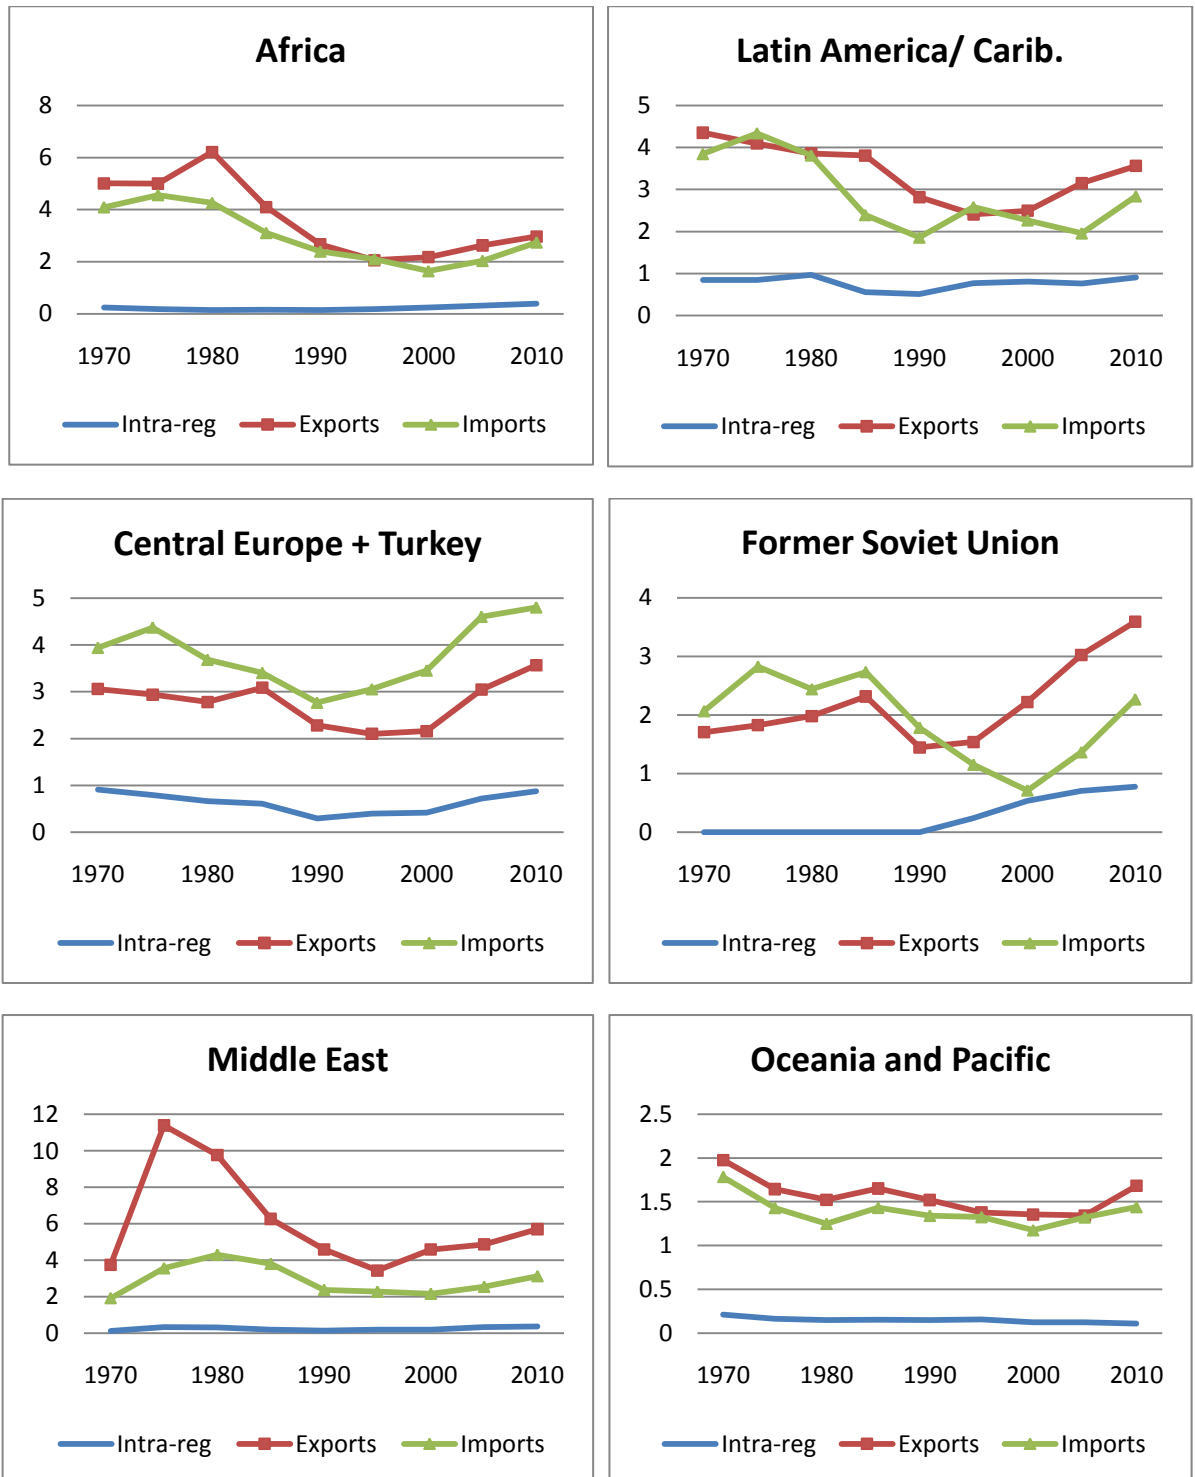 Africa
8
6
4
2
0
1970 1980 1990 2000 2010
Intra-reg Exports Imports
Latin America/ Carib.
5
4
3
2
1
0
1970 1980 1990 2000 2010
Intra-reg Exports Imports
Central Europe + Turkey
5
4
3
2
1
0
1970 1980 1990 2000 2010
Intra-reg Exports Imports
Former Soviet Union
4
3
2
1
0
1970 1980 1990 2000 2010
Intra-reg Exports Imports
Middle East
12
10
8
6
4
2
0
1970 1980 1990 2000 2010
Intra-reg Exports Imports
Oceania and Pacific
2.5
2
1.5
1
0.5
0
1970 1980 1990 2000 2010
Intra-reg Exports Imports